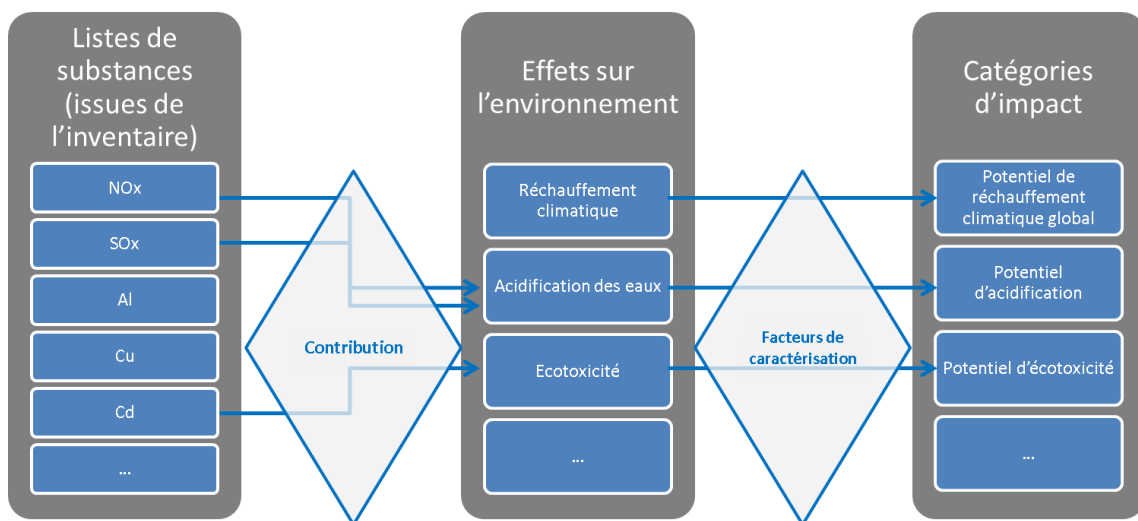 Listes de
substances
(issues de
l'inventaire)
NOx
SOx
Al
Cu
Cd
...
Contribution
Effets sur
l'environnement
Réchauffement
climatique
Acidification des eaux
Ecotoxicité
...
Facteurs de
caractérisation
Catégories
d'impact
Potentiel de
réchauffement
climatique global
Potentiel
d'acidification
Potentiel d'écotoxicité
...